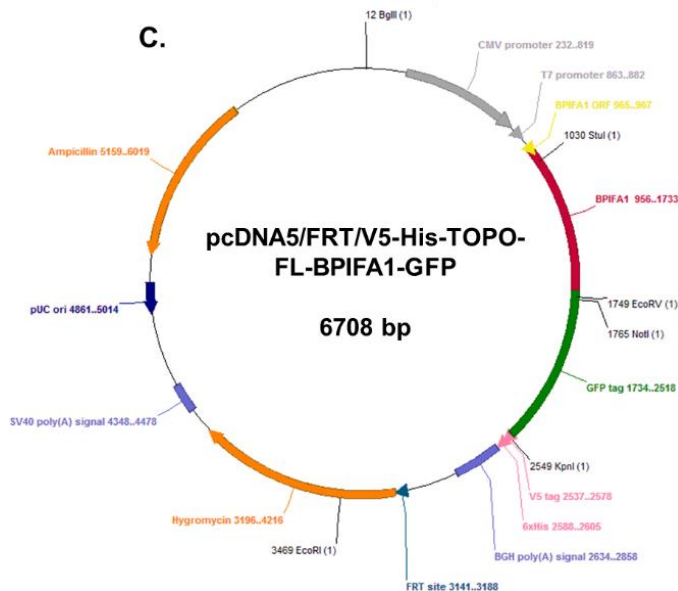 C.
12 BglII (1)
CMV promoter 232..819
T7 promoter 863..882
BPIFA1 ORF 965..967
1030 StuI (1)
BPIFA1 956..1733
1749 EcoRV (1)
1765 NotI (1)
GFP tag 1734..2518
2549 KpnI (1)
V5 tag 2537..2578
6xHis 2588..2605
BGH poly(A) signal 2634..2858
FRT site 3141..3188
3469 EcoRI (1)
Hygromycin 3196..4216
SV40 poly(A) signal 4348..4478
pUC ori 4861..5014
Ampicillin 5159..6019
pcDNA5/FRT/V5-His-TOPO-
FL-BPIFA1-GFP
6708 bp